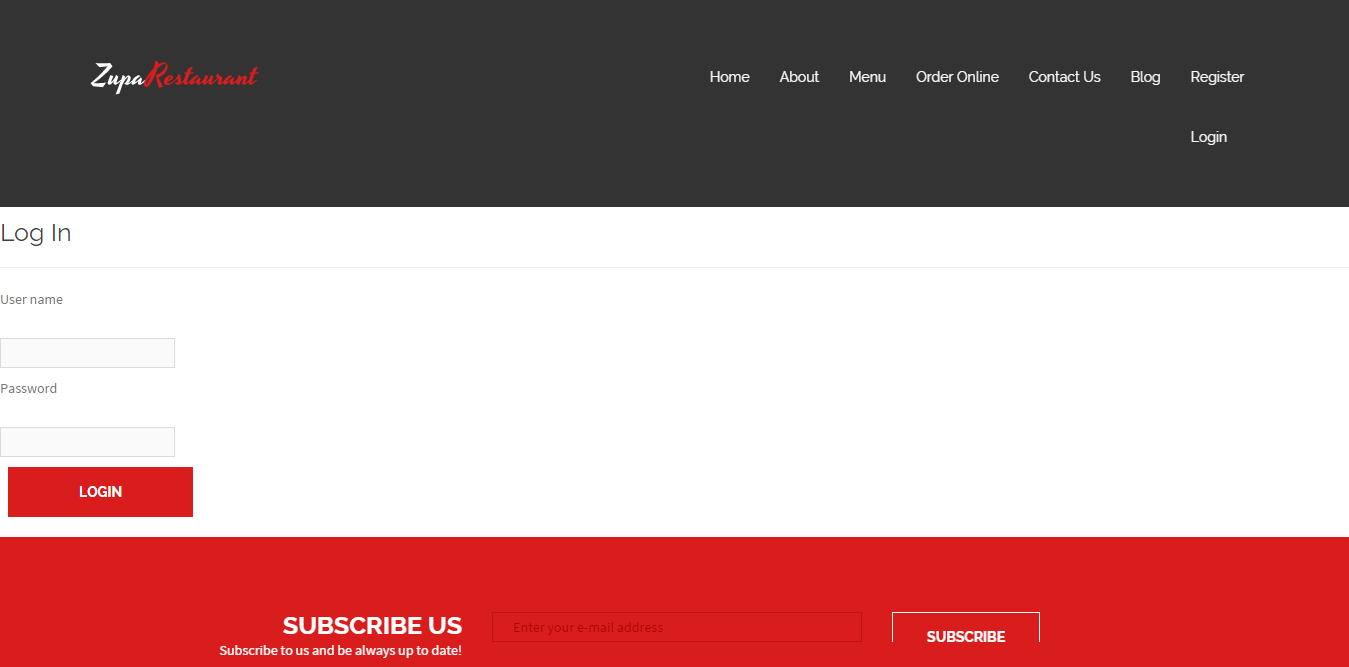 ZupaRestaurant
Home About Menu Order Online Contact Us Blog Register
Login
Log In
User name
Password
LOGIN
SUBSCRIBE US
Subscribe to us and be always up to date!
Enter your e-mail address
SUBSCRIBE